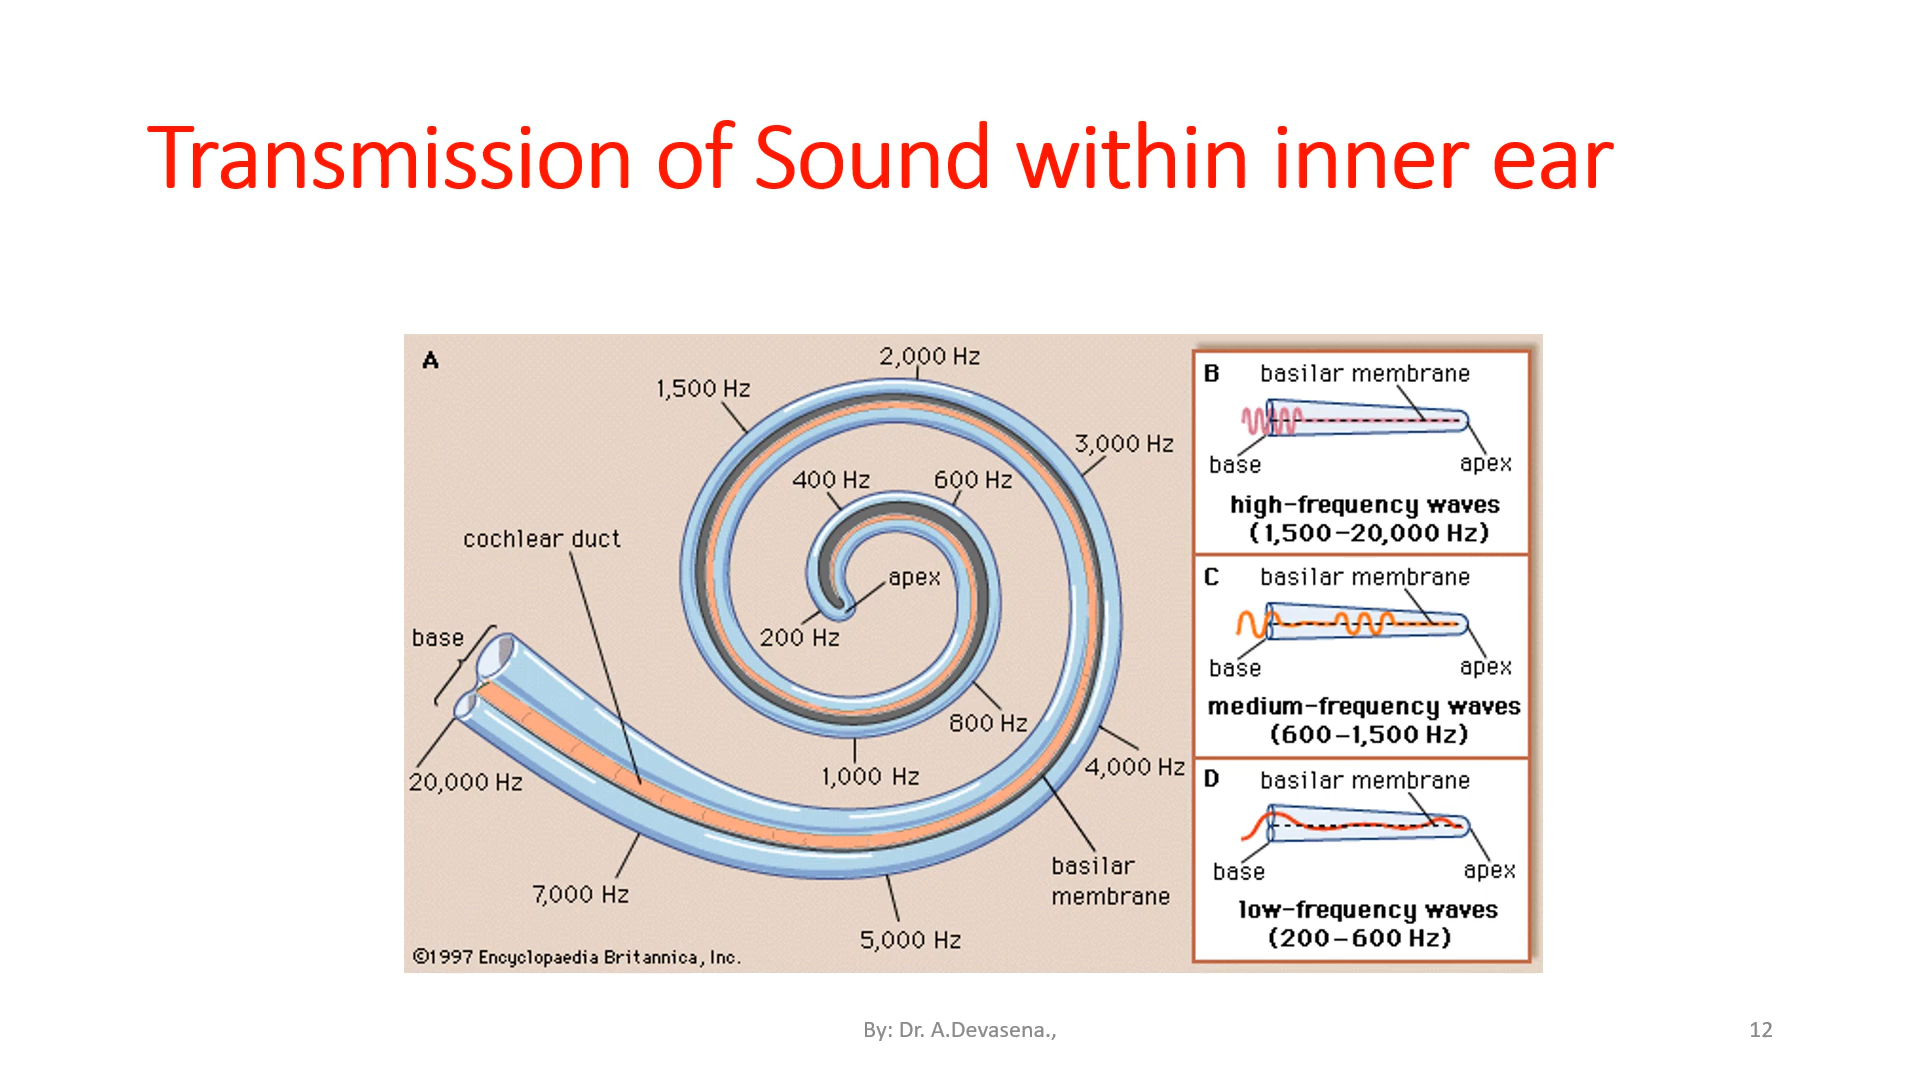 Transmission of Sound within inner ear
A
2,000 Hz
1,500 Hz
3,000 Hz
400 Hz
600 Hz
cochlear duct
apex
200 Hz
base
800 Hz
1,000 Hz
4,000 Hz
20,000 Hz
basilar
membrane
7,000 Hz
5,000 Hz
©1997 Encyclopaedia Britannica, Inc.
B
basilar membrane
base
apex
high-frequency waves
(1,500-20,000 Hz)
C
basilar membrane
base
apex
medium-frequency waves
(600-1,500 Hz)
D
basilar membrane
base
apex
low-frequency waves
(200-600 Hz)
By: Dr. A.Devasena.,
12